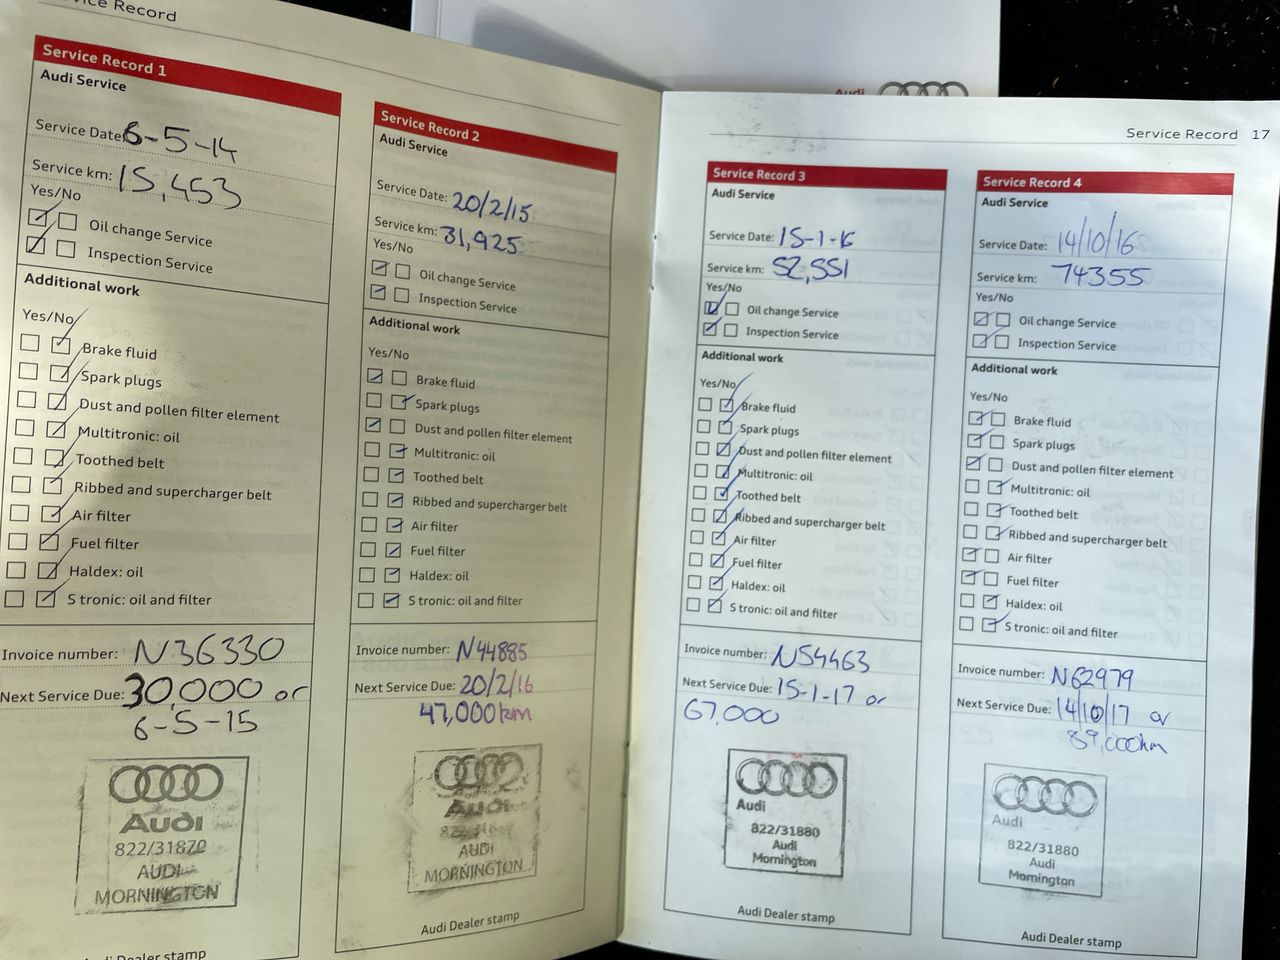 Service Record
Service Record 1
Audi Service
Service Date: 6-5-14
Service km: 15,453
Yes/No
Oil change Service
Inspection Service
Additional work
Yes/No
Brake fluid
Spark plugs
Dust and pollen filter element
Multitronic: oil
Toothed belt
Ribbed and supercharger belt
Air filter
Fuel filter
Haldex: oil
S tronic: oil and filter
Invoice number: N36330
Next Service Due: 30,000 or
6-5-15
Audi
822/31870
AUDI
MORNINGTON
Audi Dealer stamp
Service Record 2
Audi Service
Service Date: 20/2/15
Service km: 31,925
Yes/No
Oil change Service
Inspection Service
Additional work
Yes/No
Brake fluid
Spark plugs
Dust and pollen filter element
Multitronic: oil
Toothed belt
Ribbed and supercharger belt
Air filter
Fuel filter
Haldex: oil
S tronic: oil and filter
Invoice number: N44885
Next Service Due: 20/2/16
47,000km
Audi
AUDI
MORNINGTON
Audi Dealer stamp
Audi
Service Record 17
Service Record 3
Audi Service
Service Date: 15-1-16
Service km: 52,551
Yes/No
Oil change Service
Inspection Service
Additional work
Yes/No
Brake fluid
Spark plugs
Dust and pollen filter element
Multitronic: oil
Toothed belt
Ribbed and supercharger belt
Air filter
Fuel filter
Haldex: oil
S tronic: oil and filter
Invoice number: N54463
Next Service Due: 15-1-17 or
67,000
Audi
822/31880
Audi
Mornington
Audi Dealer stamp
Service Record 4
Audi Service
Service Date: 14/10/16
Service km: 74355
Yes/No
Oil change Service
Inspection Service
Additional work
Yes/No
Brake fluid
Spark plugs
Dust and pollen filter element
Multitronic: oil
Toothed belt
Ribbed and supercharger belt
Air filter
Fuel filter
Haldex: oil
S tronic: oil and filter
Invoice number: N62979
Next Service Due: 14/10/17 or
89,000km
Audi
822/31880
Audi
Mornington
Audi Dealer stamp